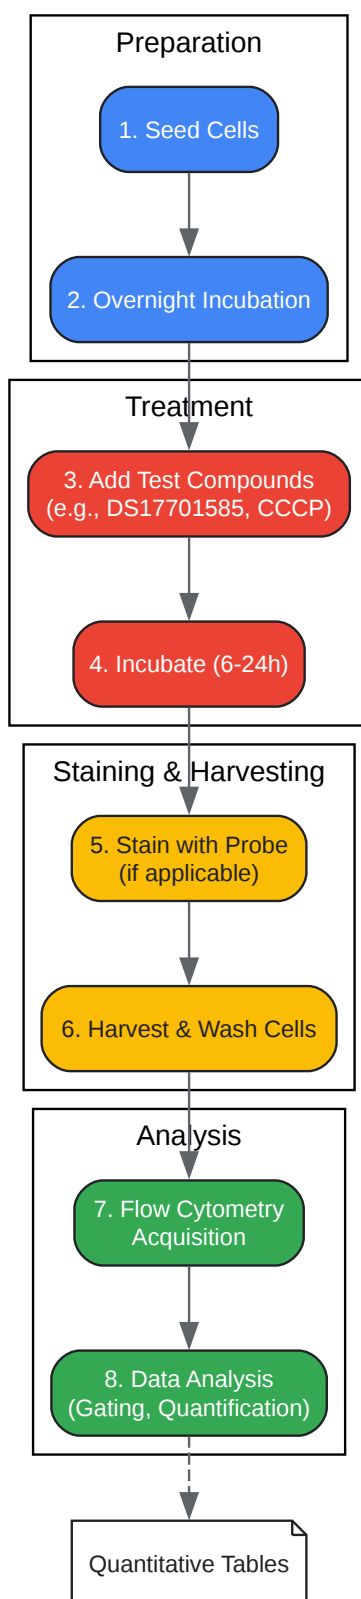 Preparation
1. Seed Cells
2. Overnight Incubation
Treatment
3. Add Test Compounds
(e.g., DS17701585, CCCP)
4. Incubate (6-24h)
Staining & Harvesting
5. Stain with Probe
(if applicable)
6. Harvest & Wash Cells
Analysis
7. Flow Cytometry
Acquisition
8. Data Analysis
(Gating, Quantification)
Quantitative Tables